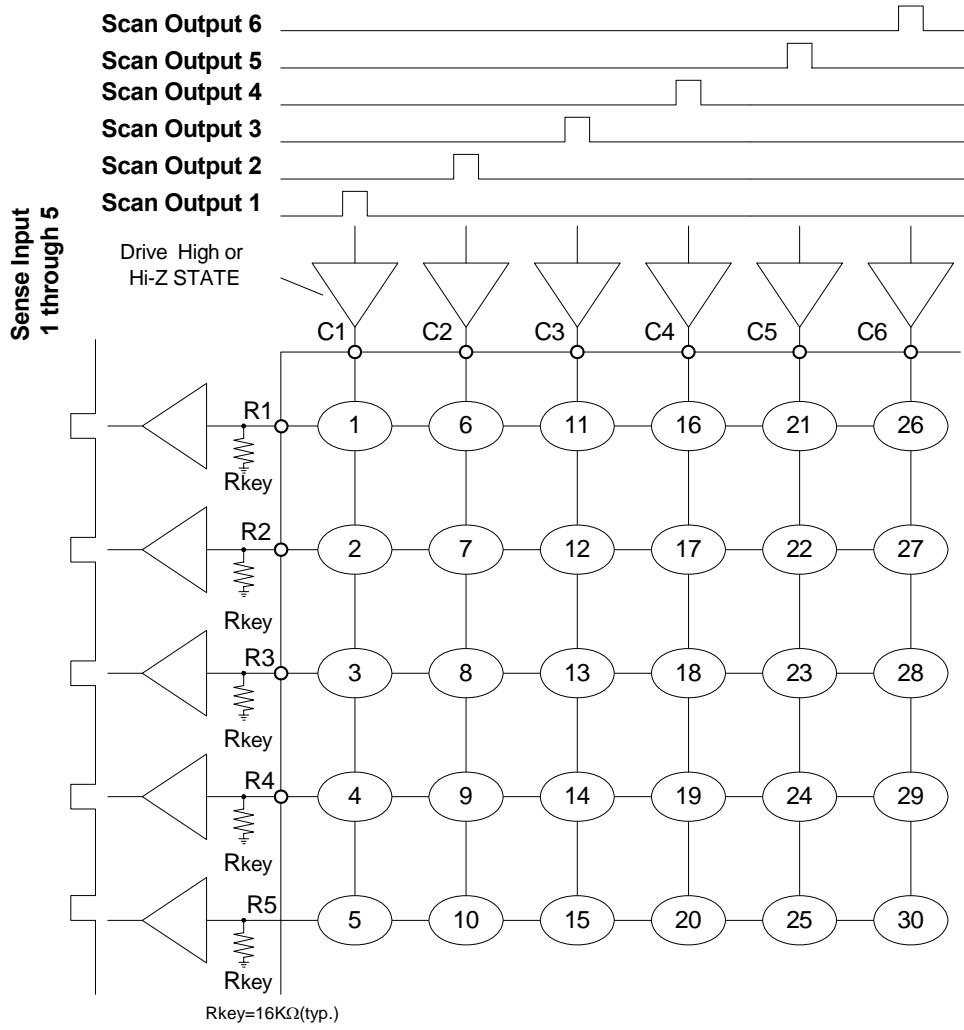 Scan Output 6
Scan Output 5
Scan Output 4
Scan Output 3
Scan Output 2
Scan Output 1
Sense Input
1 through 5
Drive High or
Hi-Z STATE
C1 C2 C3 C4 C5 C6
R1 1 6 11 16 21 26
Rkey
R2 2 7 12 17 22 27
Rkey
R3 3 8 13 18 23 28
Rkey
R4 4 9 14 19 24 29
Rkey
R5 5 10 15 20 25 30
Rkey
Rkey=16KΩ(typ.)